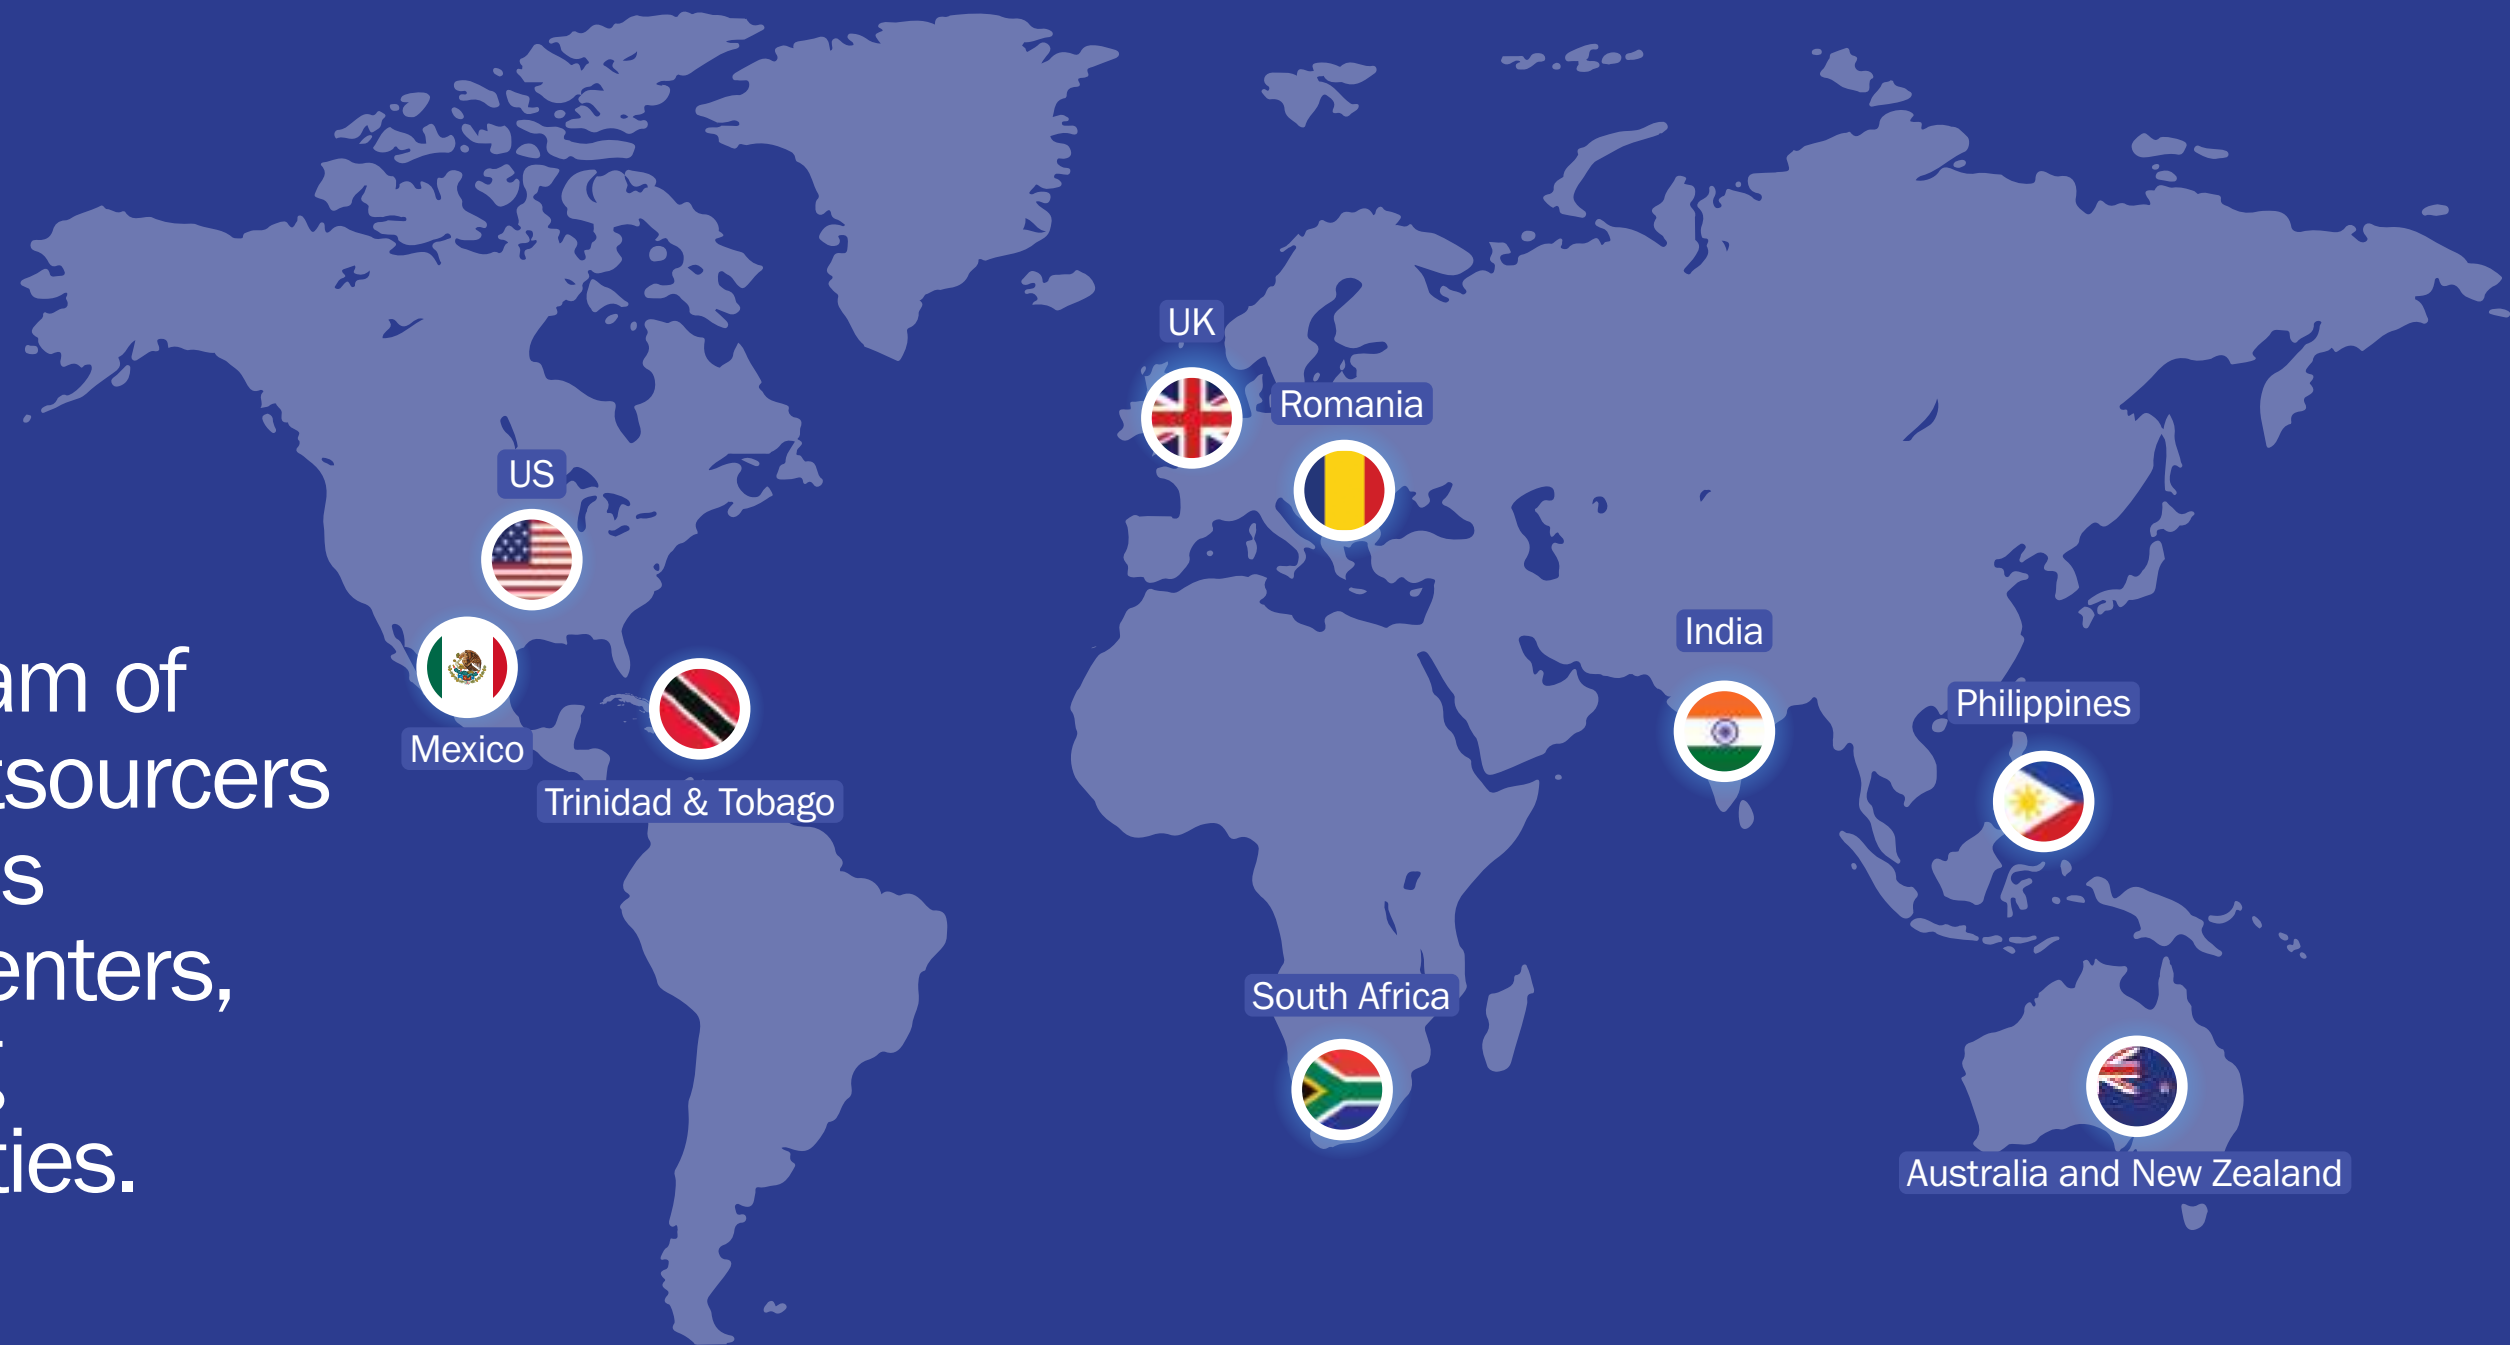 am of
tsourcers
s
enters,
ties.
UK
Romania
US
India
Mexico
Philippines
Trinidad & Tobago
South Africa
Australia and New Zealand